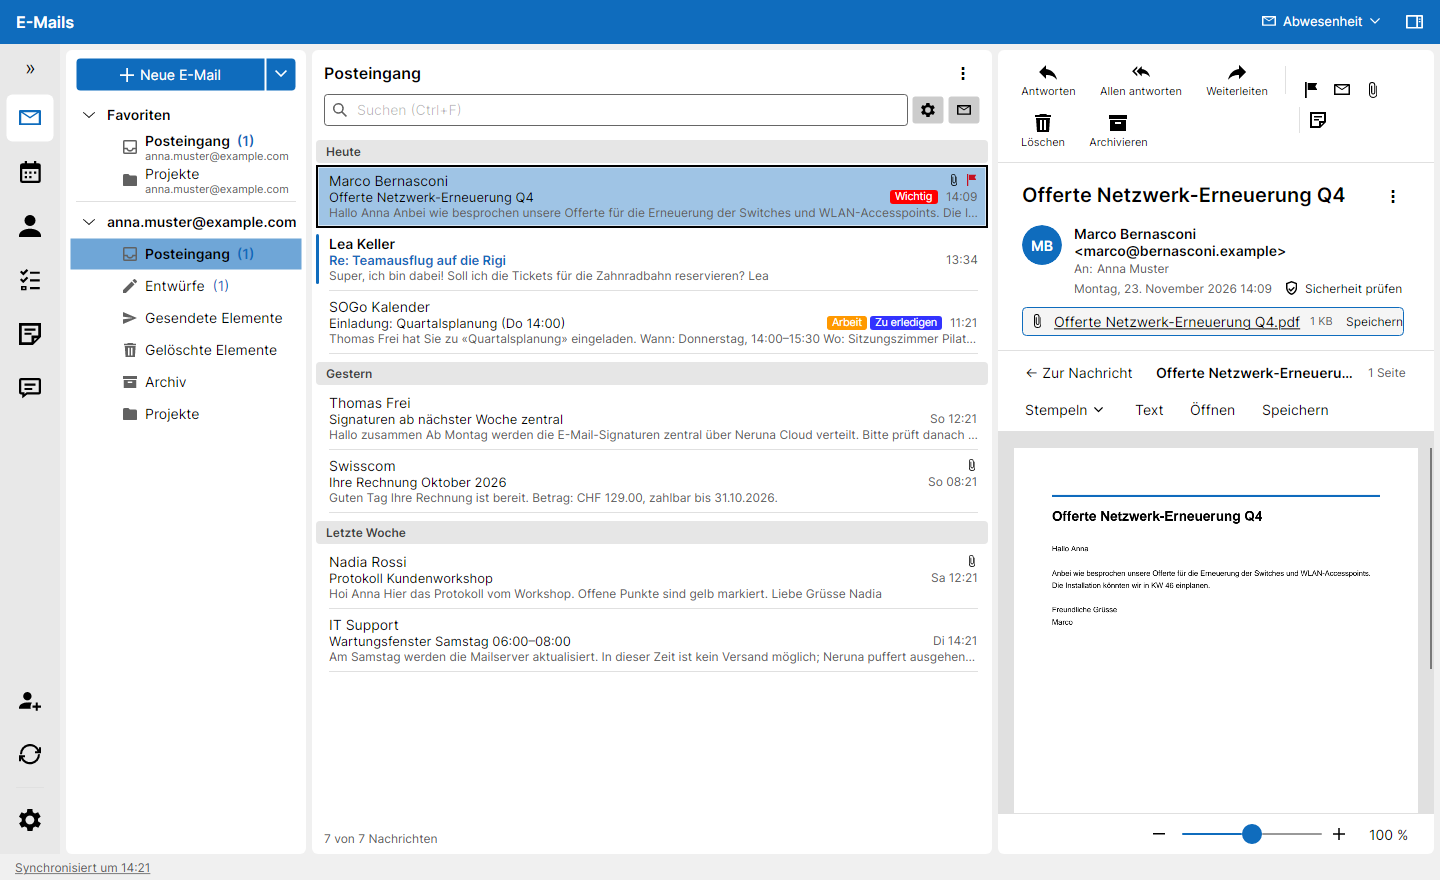 E-Mails
Abwesenheit
»
Neue E-Mail
Favoriten
Posteingang (1)
anna.muster@example.com
Projekte
anna.muster@example.com
anna.muster@example.com
Posteingang (1)
Entwürfe (1)
Gesendete Elemente
Gelöschte Elemente
Archiv
Projekte
Posteingang
Suchen (Ctrl+F)
Heute
Marco Bernasconi
Offerte Netzwerk-Erneuerung Q4 Wichtig 14:09
Hallo Anna Anbei wie besprochen unsere Offerte für die Erneuerung der Switches und WLAN-Accesspoints. Die I...
Lea Keller
Re: Teamausflug auf die Rigi 13:34
Super, ich bin dabei! Soll ich die Tickets für die Zahnradbahn reservieren? Lea
SOGo Kalender
Einladung: Quartalsplanung (Do 14:00) Arbeit Zu erledigen 11:21
Thomas Frei hat Sie zu «Quartalsplanung» eingeladen. Wann: Donnerstag, 14:00–15:30 Wo: Sitzungszimmer Pilat...
Gestern
Thomas Frei
Signaturen ab nächster Woche zentral So 12:21
Hallo zusammen Ab Montag werden die E-Mail-Signaturen zentral über Neruna Cloud verteilt. Bitte prüft danach ...
Swisscom
Ihre Rechnung Oktober 2026 So 08:21
Guten Tag Ihre Rechnung ist bereit. Betrag: CHF 129.00, zahlbar bis 31.10.2026.
Letzte Woche
Nadia Rossi
Protokoll Kundenworkshop Sa 12:21
Hoi Anna Hier das Protokoll vom Workshop. Offene Punkte sind gelb markiert. Liebe Grüsse Nadia
IT Support
Wartungsfenster Samstag 06:00–08:00 Di 14:21
Am Samstag werden die Mailserver aktualisiert. In dieser Zeit ist kein Versand möglich; Neruna puffert ausgehen...
7 von 7 Nachrichten
Antworten Allen antworten Weiterleiten
Löschen Archivieren
Offerte Netzwerk-Erneuerung Q4
MB
Marco Bernasconi
<marco@bernasconi.example>
An: Anna Muster
Montag, 23. November 2026 14:09 Sicherheit prüfen
Offerte Netzwerk-Erneuerung Q4.pdf 1 KB Speichern
Zur Nachricht Offerte Netzwerk-Erneueru... 1 Seite
Stempeln Text Öffnen Speichern
Offerte Netzwerk-Erneuerung Q4
Hallo Anna
Anbei wie besprochen unsere Offerte für die Erneuerung der Switches und WLAN-Accesspoints.
Die Installation könnten wir in KW 46 einplanen.
Freundliche Grüsse
Marco
100 %
Synchronisiert um 14:21